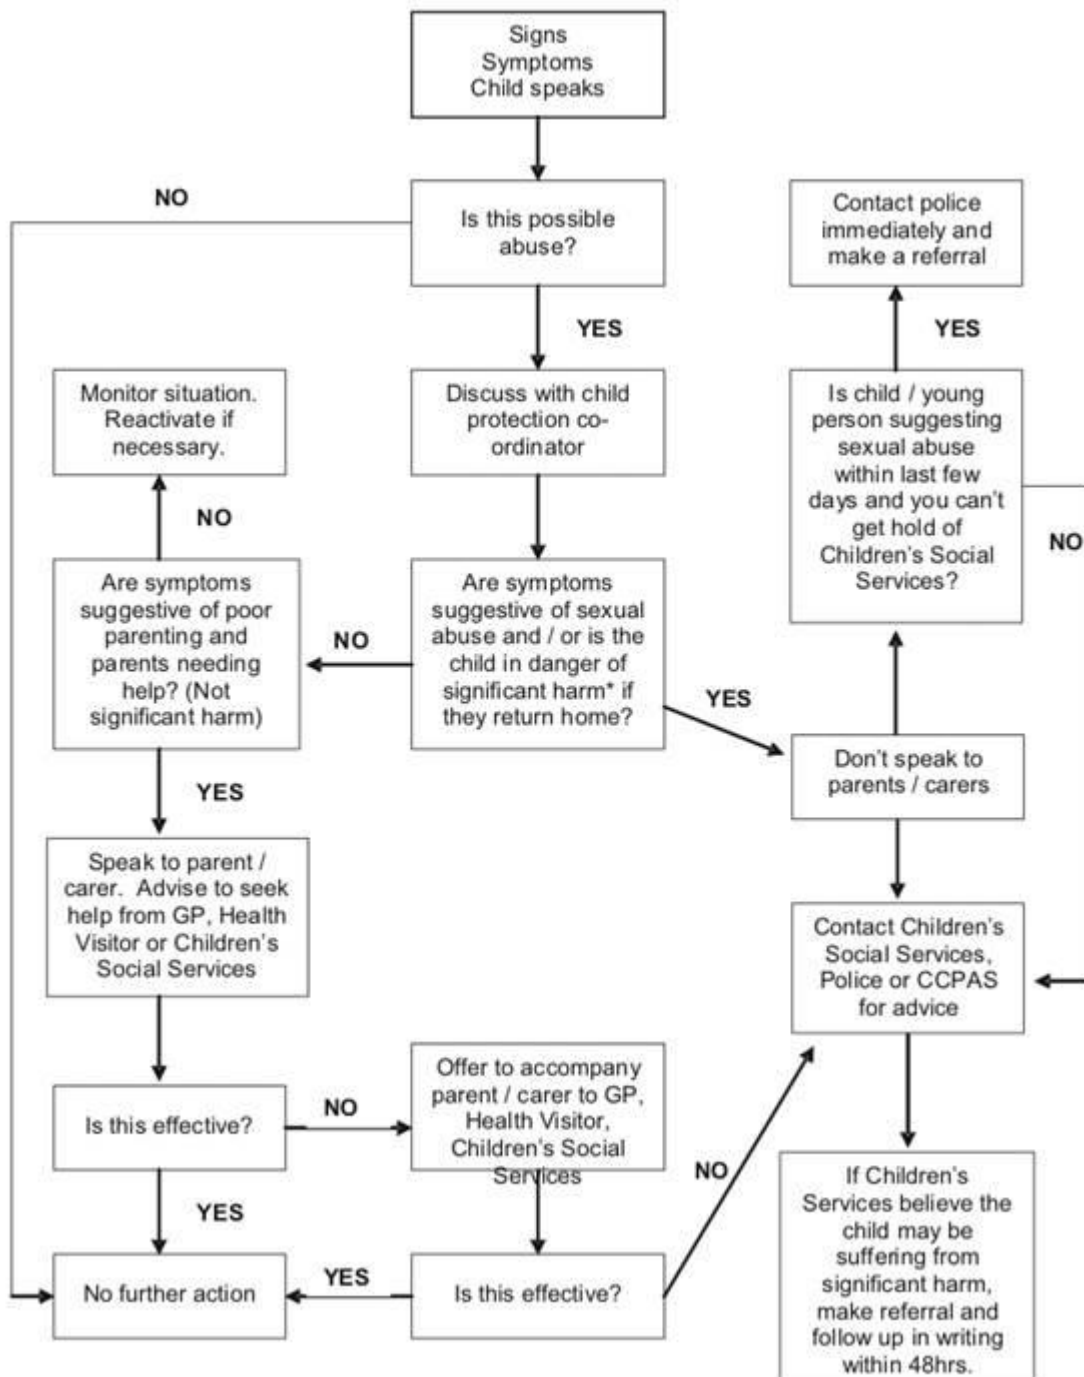 Signs
Symptoms
Child speaks
NO
Is this possible
abuse?
Contact police
immediately and
make a referral
YES
YES
Monitor situation.
Reactivate if
necessary.
Discuss with child
protection co-
ordinator
Is child / young
person suggesting
sexual abuse
within last few
days and you can't
get hold of
Children's Social
Services?
NO
NO
Are symptoms
suggestive of poor
parenting and
parents needing
help? (Not
significant harm)
NO
Are symptoms
suggestive of sexual
abuse and / or is the
child in danger of
significant harm* if
they return home?
YES
Don't speak to
parents / carers
YES
Speak to parent /
carer. Advise to seek
help from GP, Health
Visitor or Children's
Social Services
Contact Children's
Social Services,
Police or CCPAS
for advice
Is this effective?
NO
Offer to accompany
parent / carer to GP,
Health Visitor,
Children's Social
Services
NO
YES
If Children's
Services believe the
child may be
suffering from
significant harm,
make referral and
follow up in writing
within 48hrs.
No further action
YES
Is this effective?